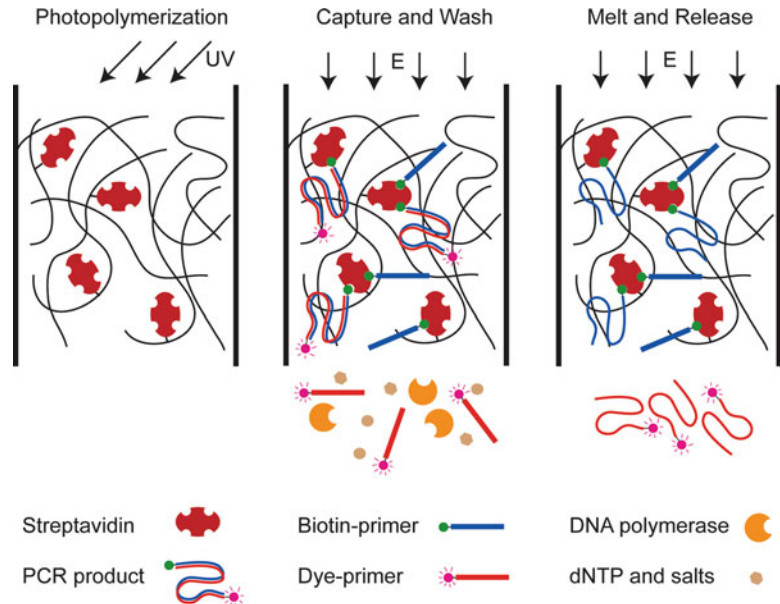 Photopolymerization
Capture and Wash
Melt and Release
UV
E
E
Streptavidin
Biotin-primer
DNA polymerase
PCR product
Dye-primer
dNTP and salts